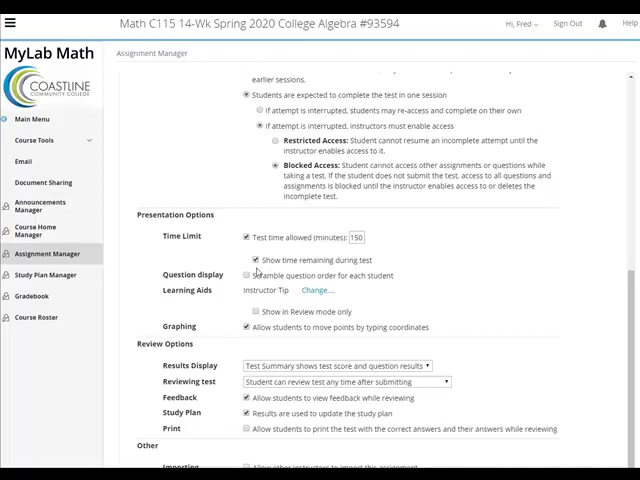 Math C115 14-Wk Spring 2020 College Algebra #93594
Hi, Fred
Sign Out
Help
MyLab Math
Assignment Manager
COASTLINE
COMMUNITY COLLEGE
Main Menu
Course Tools
Email
Document Sharing
Announcements
Manager
Course Home
Manager
Assignment Manager
Study Plan Manager
Gradebook
Course Roster
earlier sessions.
Students are expected to complete the test in one session
If attempt is interrupted, students may re-access and complete on their own
If attempt is interrupted, instructors must enable access
Restricted Access: Student cannot resume an incomplete attempt until the
instructor enables access to it.
Blocked Access: Student cannot access other assignments or questions while
taking a test. If the student does not submit the test, access to all questions and
assignments is blocked until the instructor enables access to or deletes the
incomplete test.
Presentation Options
Time Limit
Test time allowed (minutes): 150
Show time remaining during test
Question display
Scramble question order for each student
Learning Aids
Instructor Tip
Change...
Show in Review mode only
Graphing
Allow students to move points by typing coordinates
Review Options
Results Display
Test Summary shows test score and question results
Reviewing test
Student can review test any time after submitting
Feedback
Allow students to view feedback while reviewing
Study Plan
Results are used to update the study plan
Print
Allow students to print the test with the correct answers and their answers while reviewing
Other
Importing
Allow other instructors to import this assignment